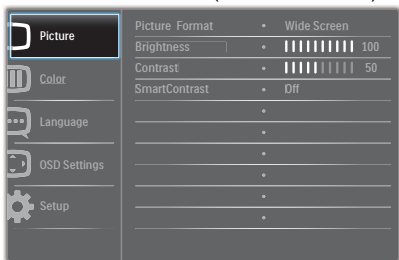 Picture
Color
Language
OSD Settings
Setup
Picture Format • Wide Screen
Brightness • 100
Contrast • 50
SmartContrast • Off
•
•
•
•
•
•